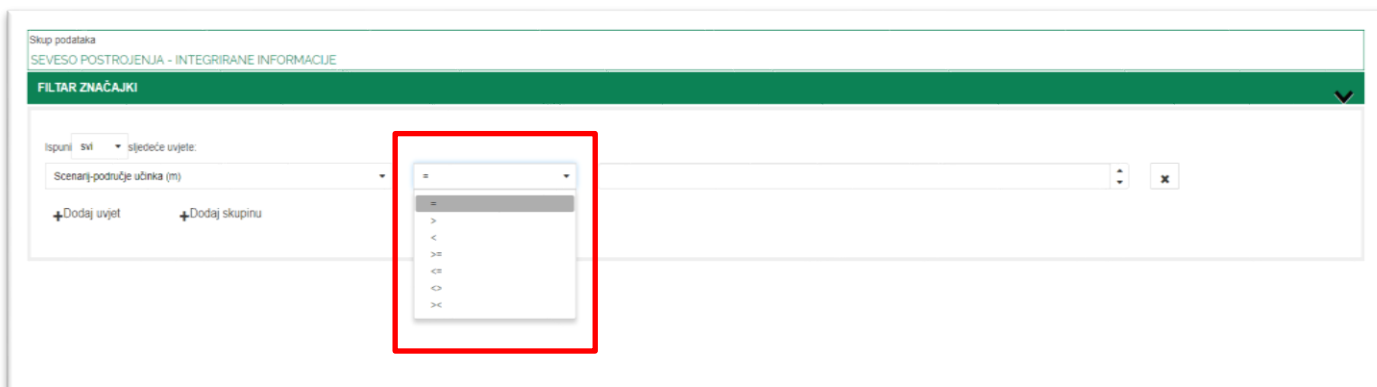 Skup podataka
SEVESO POSTROJENJA - INTEGRIRANE INFORMACIJE
FILTAR ZNAČAJKI
Ispuni svi sljedeće uvjete:
Scenarij-područje učinka (m) =
=
+Dodaj uvjet +Dodaj skupinu
>
<
>=
<=
<>
><